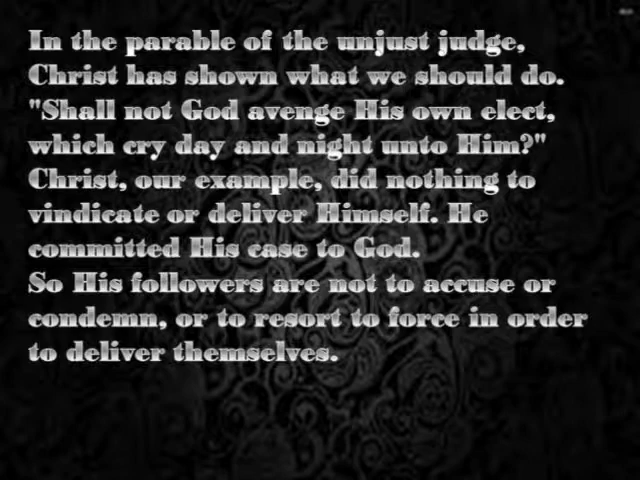 In the parable of the unjust judge,
Christ has shown what we should do.
"Shall not God avenge His own elect,
which cry day and night unto Him?"
Christ, our example, did nothing to
vindicate or deliver Himself. He
committed His case to God.
So His followers are not to accuse or
condemn, or to resort to force in order
to deliver themselves.